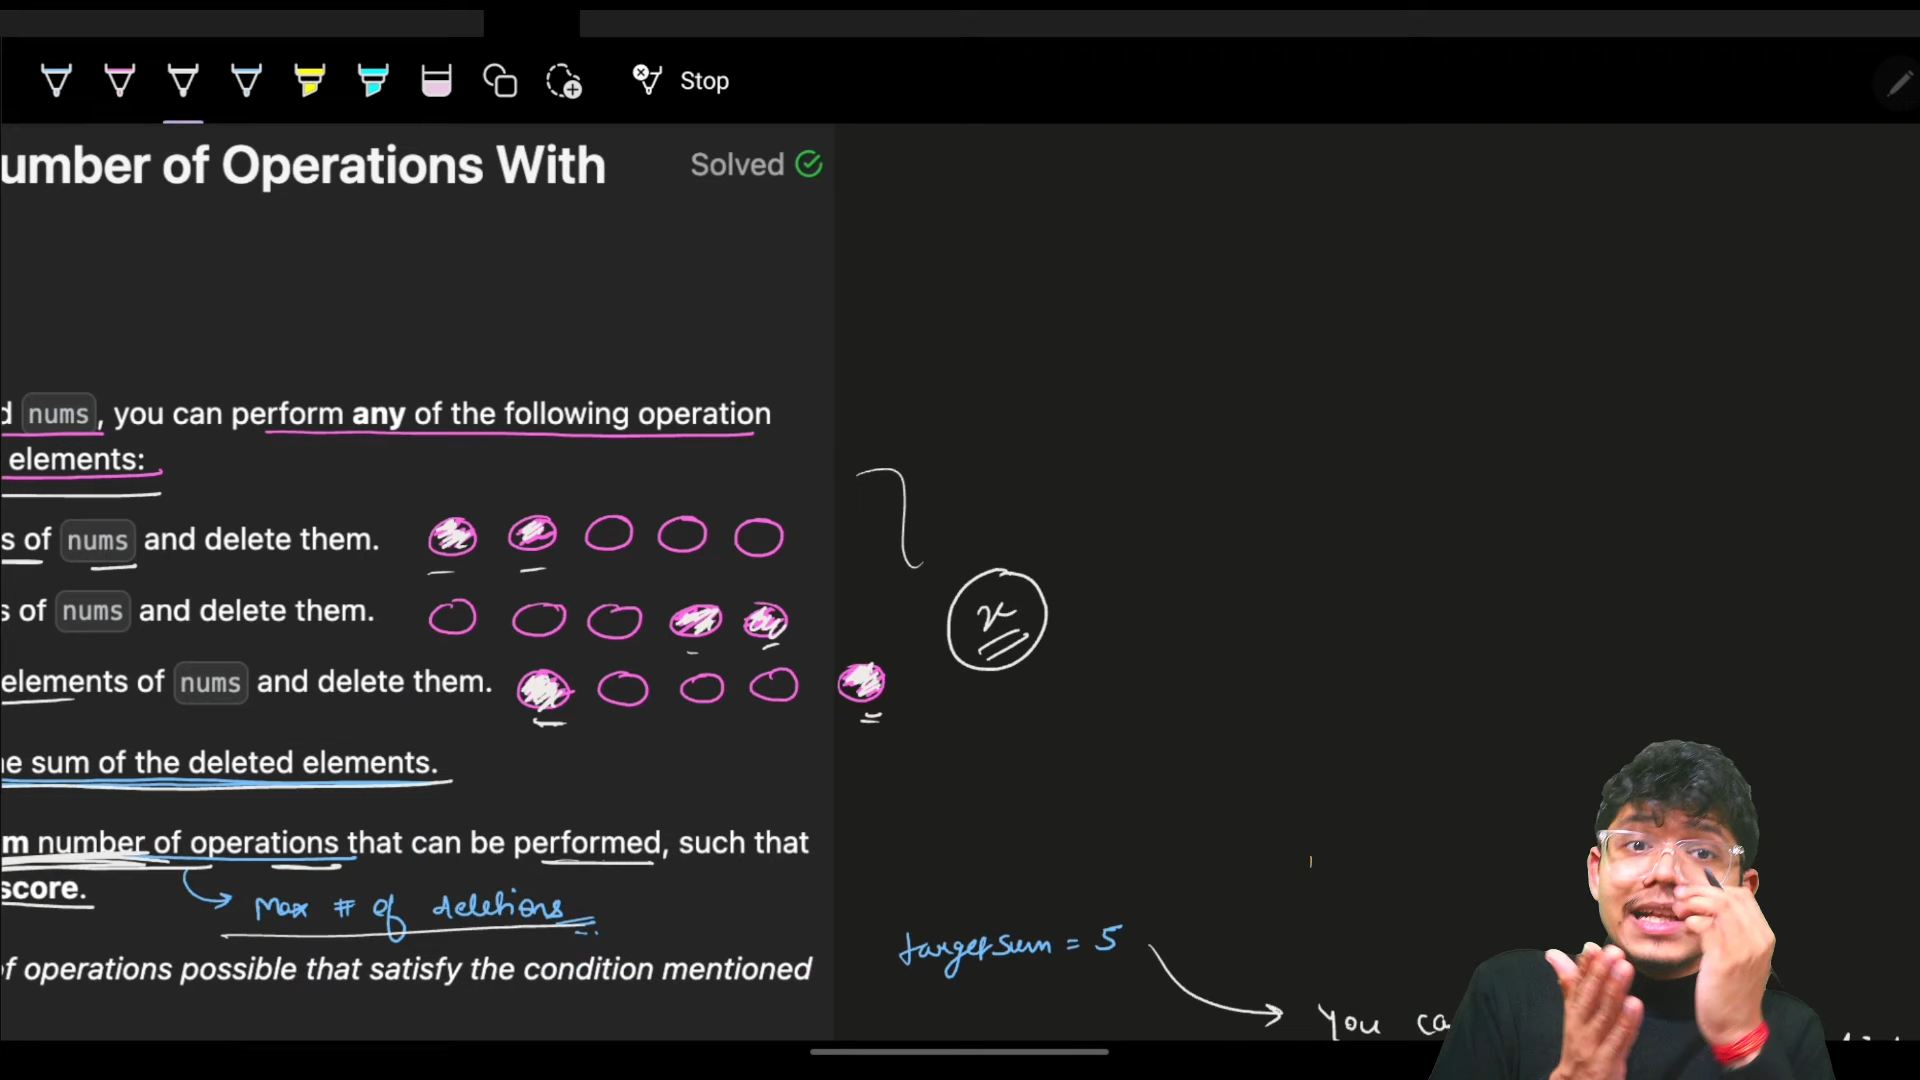 Stop
umber of Operations With
Solved
d nums, you can perform any of the following operation
elements:
s of nums and delete them.
s of nums and delete them.
elements of nums and delete them.
x
e sum of the deleted elements.
m number of operations that can be performed, such that
score.
Max # of deletions
targetsum = 5
f operations possible that satisfy the condition mentioned
You ca